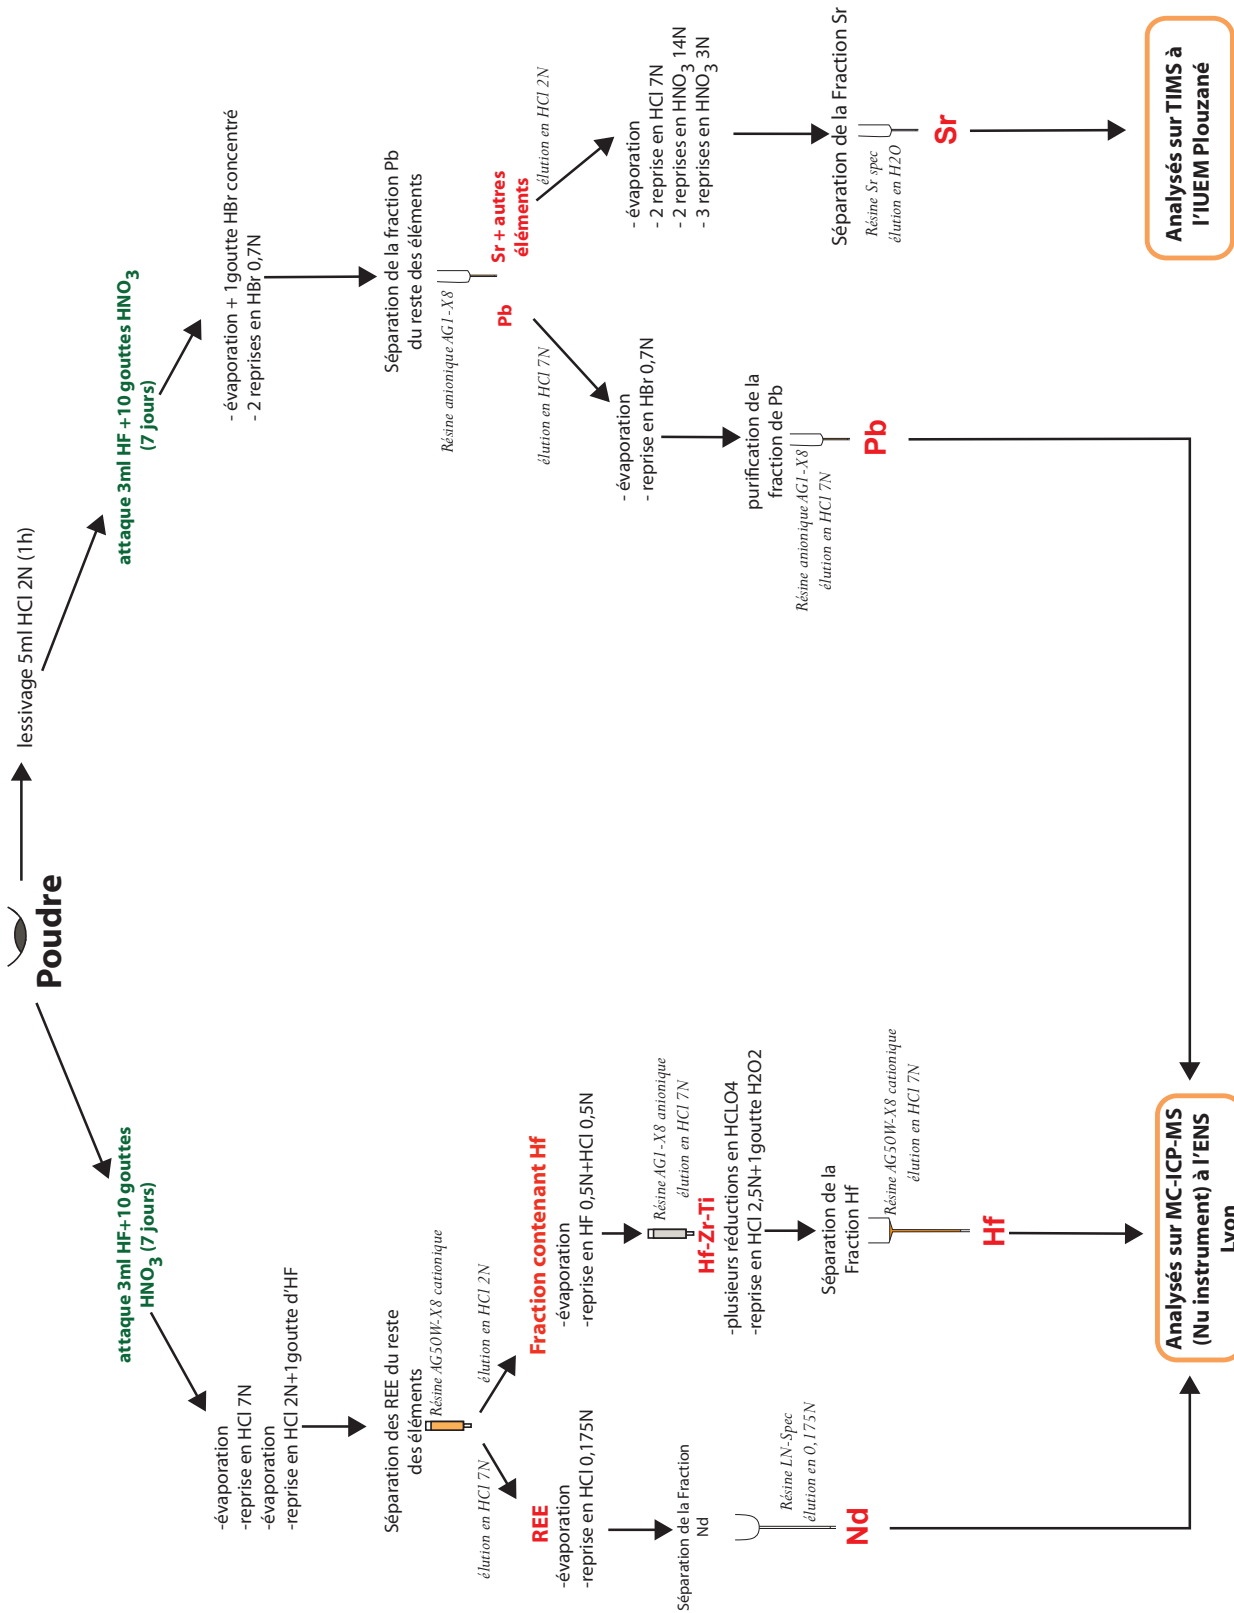 Poudre
lessivage 5ml HCl 2N (1h)
attaque 3ml HF+10 gouttes
HNO3 (7 jours)
-évaporation
-reprise en HCl 7N
-évaporation
-reprise en HCl 2N+1goutte d'HF
Séparation des REE du reste
des éléments
Résine AG50W-X8 cationique
élution en HCl 7N
élution en HCl 2N
REE
-évaporation
-reprise en HCl 0,175N
Séparation de la Fraction
Nd
Résine LN-Spec
élution en 0,175N
Nd
Fraction contenant Hf
-évaporation
-reprise en HF 0,5N+HCl 0,5N
Résine AG1-X8 anionique
élution en HCl 7N
Hf-Zr-Ti
-plusieurs réductions en HCLO4
-reprise en HCl 2,5N+1goutte H2O2
Séparation de la
Fraction Hf
Résine AG50W-X8 cationique
élution en HCl 7N
Hf
attaque 3ml HF +10 gouttes HNO3
(7 jours)
- évaporation + 1goutte HBr concentré
- 2 reprises en HBr 0,7N
Séparation de la fraction Pb
du reste des éléments
Résine anionique AG1-X8
Pb
Sr + autres
éléments
élution en HCl 7N
élution en HCl 2N
- évaporation
- reprise en HBr 0,7N
purification de la
fraction de Pb
Résine anionique AG1-X8
élution en HCl 7N
Pb
- évaporation
- 2 reprise en HCl 7N
- 2 reprises en HNO3 14N
- 3 reprises en HNO3 3N
Séparation de la Fraction Sr
Résine Sr spec
élution en H2O
Sr
Analysés sur MC-ICP-MS
(Nu instrument) à l'ENS
Lyon
Analysés sur TIMS à
l'IUEM Plouzané